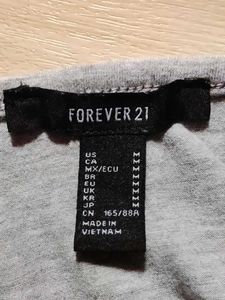 FOREVER 21
US M
CA M
MX/ECU M
BR M
EU M
UK M
KR M
JP M
CN 165/88A
MADE IN
VIETNAM